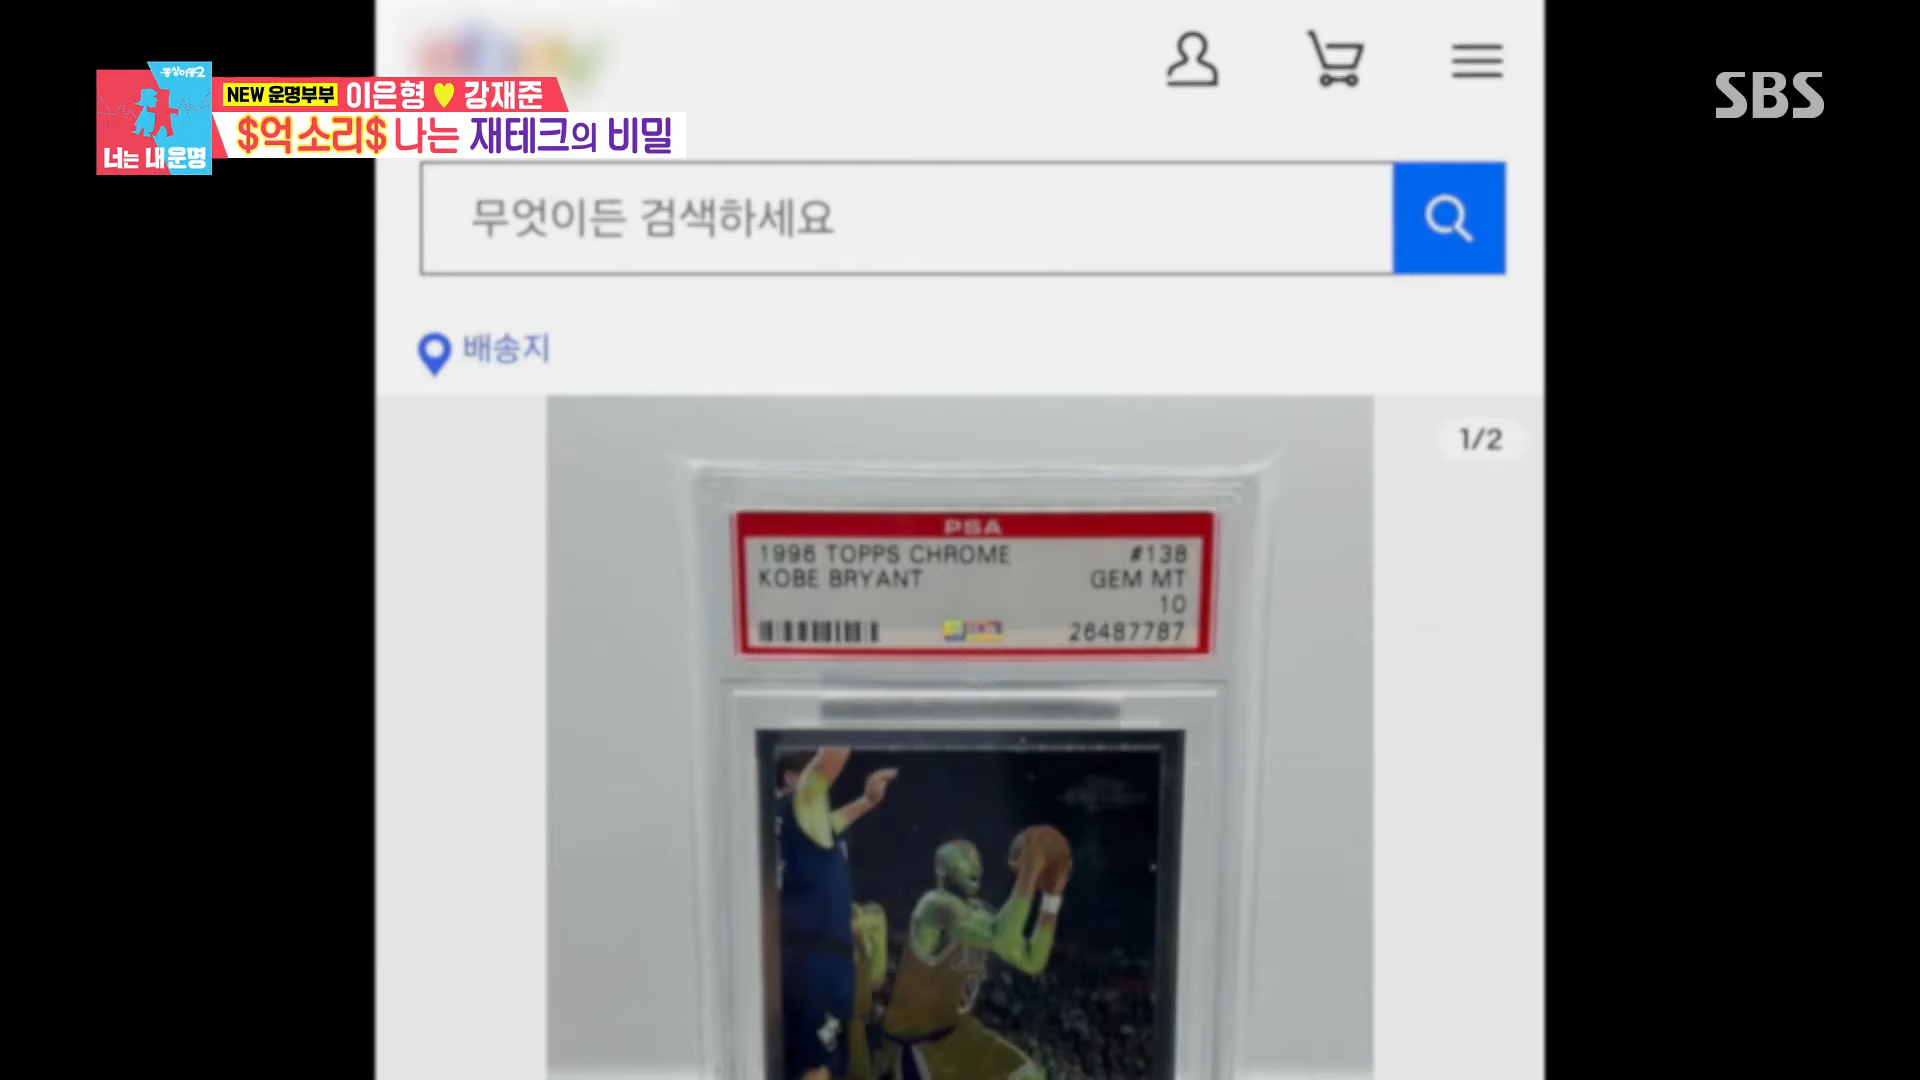 동상이몽2
너는 내 운명
NEW 운명부부 이은형 ♥ 강재준
$억 소리$ 나는 재테크의 비밀
SBS
무엇이든 검색하세요
배송지
1/2
PSA
1996 TOPPS CHROME #138
KOBE BRYANT GEM MT
10
26487787